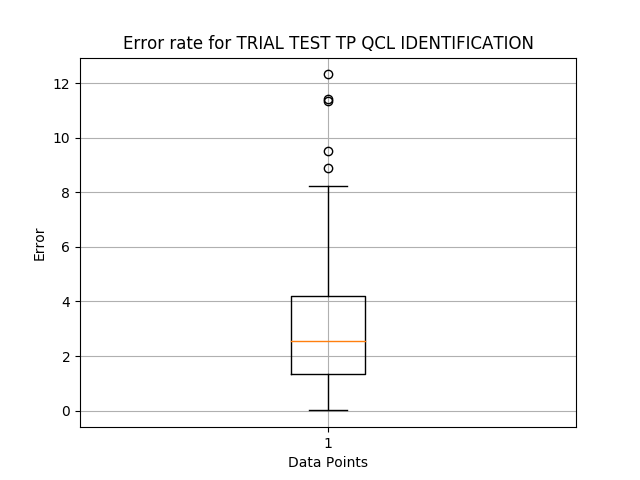 Error rate for TRIAL TEST TP QCL IDENTIFICATION
12
10
8
6
4
2
0
Error
1
Data Points